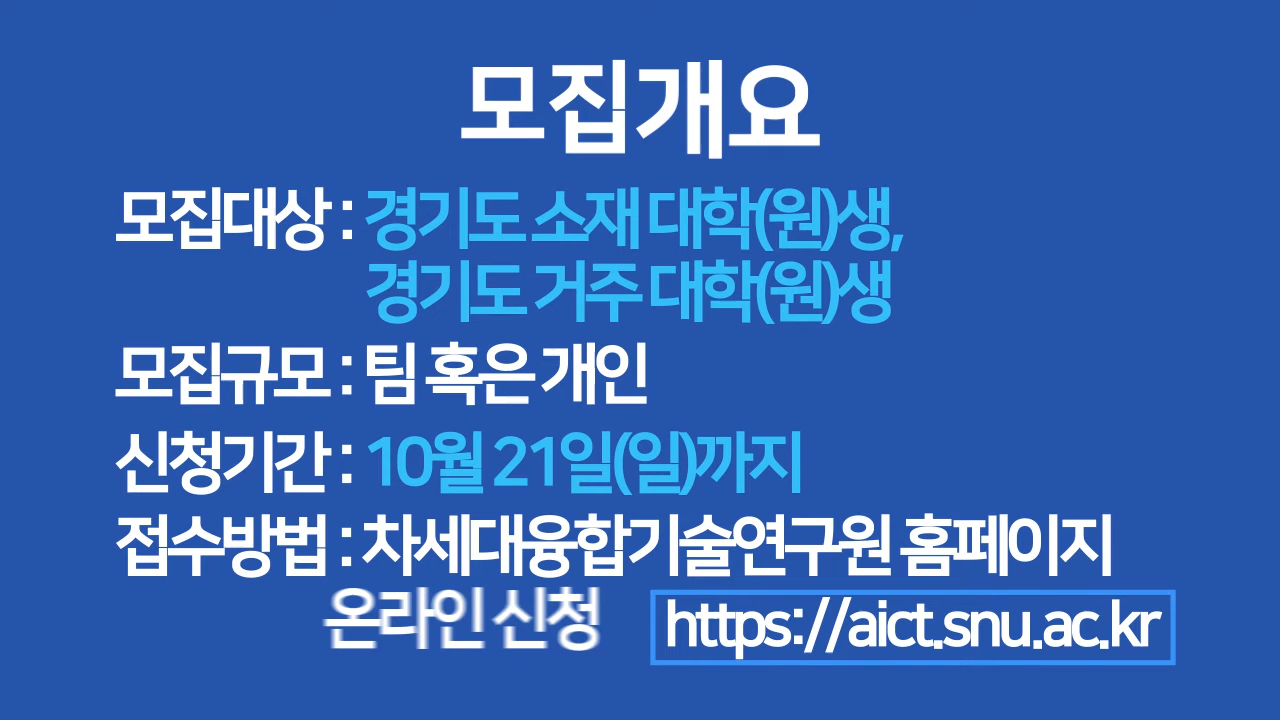 모집개요
모집대상 : 경기도 소재 대학(원)생,
경기도 거주 대학(원)생
모집규모 : 팀 혹은 개인
신청기간 : 10월 21일(일)까지
접수방법 : 차세대융합기술연구원 홈페이지
온라인 신청 https://aict.snu.ac.kr